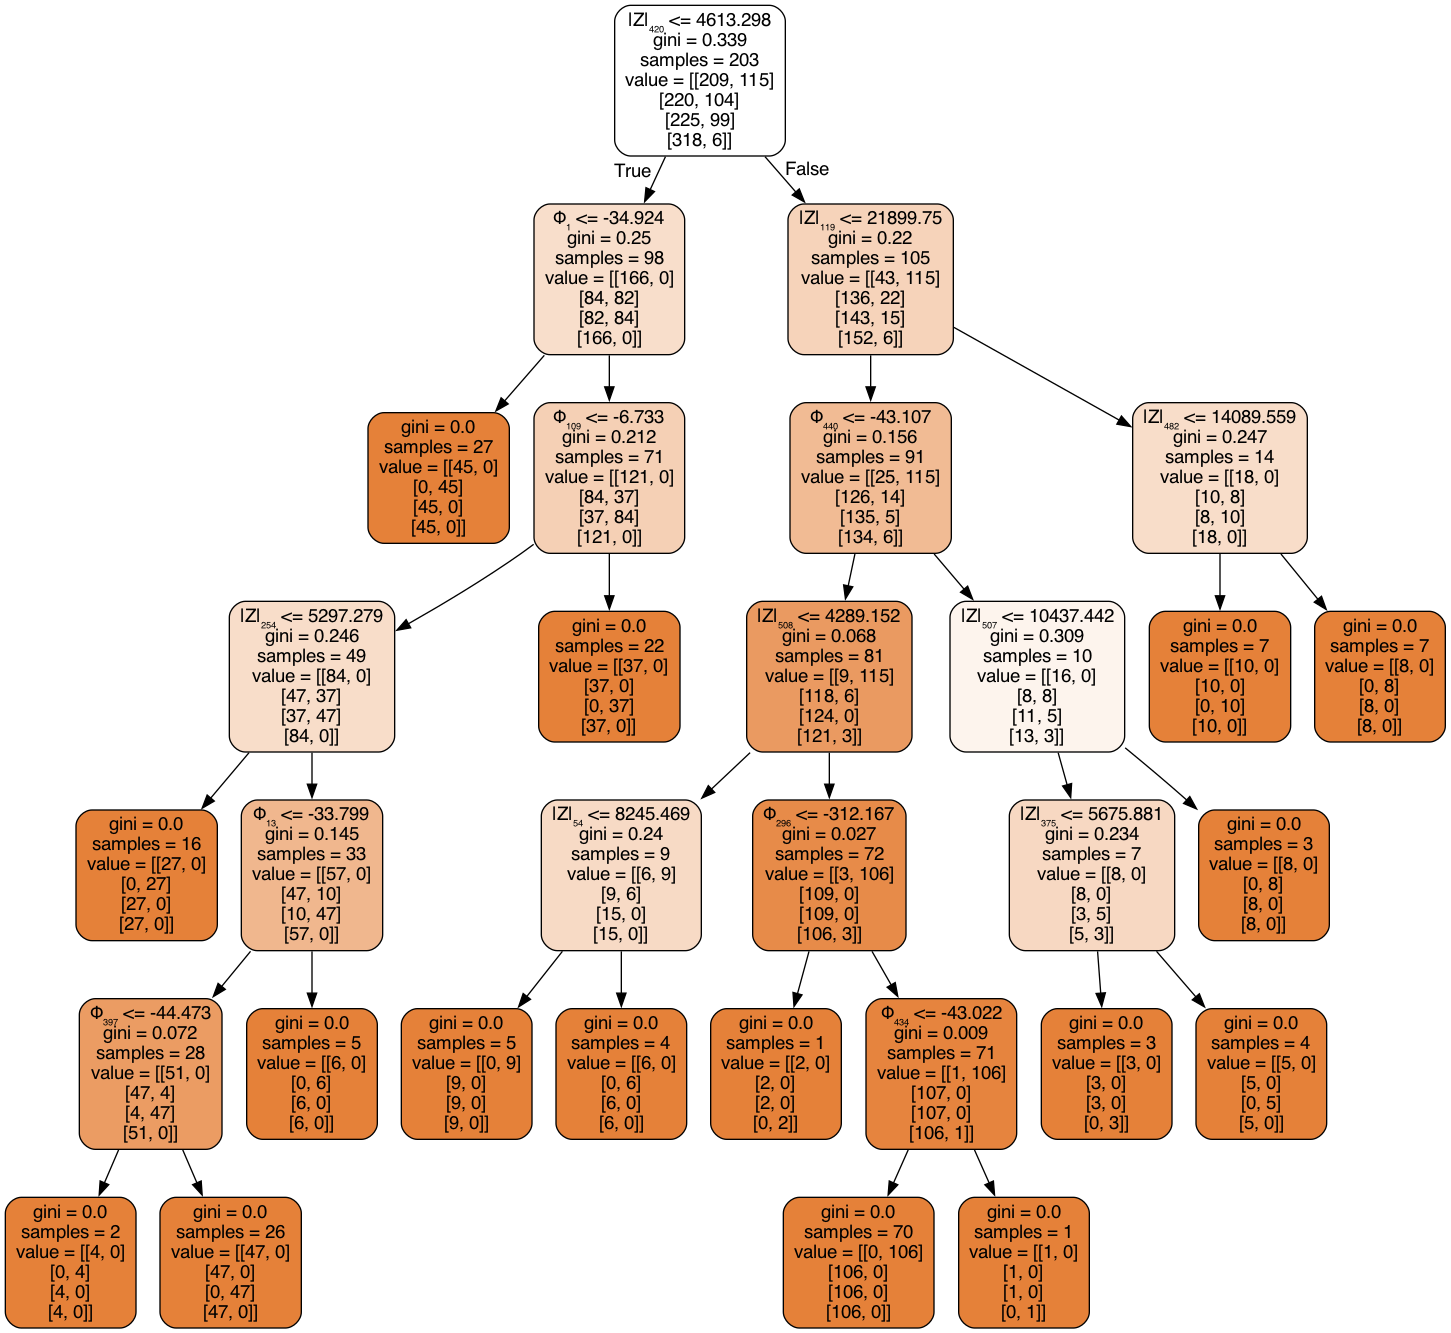 |Z|₄₂₀ <= 4613.298
gini = 0.339
samples = 203
value = [[209, 115]
[220, 104]
[225, 99]
[318, 6]]
True
False
Φ₁ <= -34.924
gini = 0.25
samples = 98
value = [[166, 0]
[84, 82]
[82, 84]
[166, 0]]
|Z|₁₁₉ <= 21899.75
gini = 0.22
samples = 105
value = [[43, 115]
[136, 22]
[143, 15]
[152, 6]]
gini = 0.0
samples = 27
value = [[45, 0]
[0, 45]
[45, 0]
[45, 0]]
Φ₁₀₉ <= -6.733
gini = 0.212
samples = 71
value = [[121, 0]
[84, 37]
[37, 84]
[121, 0]]
Φ₄₄₀ <= -43.107
gini = 0.156
samples = 91
value = [[25, 115]
[126, 14]
[135, 5]
[134, 6]]
|Z|₄₈₂ <= 14089.559
gini = 0.247
samples = 14
value = [[18, 0]
[10, 8]
[8, 10]
[18, 0]]
|Z|₂₅₄ <= 5297.279
gini = 0.246
samples = 49
value = [[84, 0]
[47, 37]
[37, 47]
[84, 0]]
gini = 0.0
samples = 22
value = [[37, 0]
[37, 0]
[0, 37]
[37, 0]]
|Z|₅₀₈ <= 4289.152
gini = 0.068
samples = 81
value = [[9, 115]
[118, 6]
[124, 0]
[121, 3]]
|Z|₅₀₇ <= 10437.442
gini = 0.309
samples = 10
value = [[16, 0]
[8, 8]
[11, 5]
[13, 3]]
gini = 0.0
samples = 7
value = [[10, 0]
[10, 0]
[0, 10]
[10, 0]]
gini = 0.0
samples = 7
value = [[8, 0]
[0, 8]
[8, 0]
[8, 0]]
gini = 0.0
samples = 16
value = [[27, 0]
[0, 27]
[27, 0]
[27, 0]]
Φ₁₃ <= -33.799
gini = 0.145
samples = 33
value = [[57, 0]
[47, 10]
[10, 47]
[57, 0]]
|Z|₅₄ <= 8245.469
gini = 0.24
samples = 9
value = [[6, 9]
[9, 6]
[15, 0]
[15, 0]]
Φ₂₉₆ <= -312.167
gini = 0.027
samples = 72
value = [[3, 106]
[109, 0]
[109, 0]
[106, 3]]
|Z|₃₇₅ <= 5675.881
gini = 0.234
samples = 7
value = [[8, 0]
[8, 0]
[3, 5]
[5, 3]]
gini = 0.0
samples = 3
value = [[8, 0]
[0, 8]
[8, 0]
[8, 0]]
Φ₃₉₇ <= -44.473
gini = 0.072
samples = 28
value = [[51, 0]
[47, 4]
[4, 47]
[51, 0]]
gini = 0.0
samples = 5
value = [[6, 0]
[0, 6]
[6, 0]
[6, 0]]
gini = 0.0
samples = 5
value = [[0, 9]
[9, 0]
[9, 0]
[9, 0]]
gini = 0.0
samples = 4
value = [[6, 0]
[0, 6]
[6, 0]
[6, 0]]
gini = 0.0
samples = 1
value = [[2, 0]
[2, 0]
[2, 0]
[0, 2]]
Φ₄₃₄ <= -43.022
gini = 0.009
samples = 71
value = [[1, 106]
[107, 0]
[107, 0]
[106, 1]]
gini = 0.0
samples = 3
value = [[3, 0]
[3, 0]
[3, 0]
[0, 3]]
gini = 0.0
samples = 4
value = [[5, 0]
[5, 0]
[0, 5]
[5, 0]]
gini = 0.0
samples = 2
value = [[4, 0]
[0, 4]
[4, 0]
[4, 0]]
gini = 0.0
samples = 26
value = [[47, 0]
[47, 0]
[0, 47]
[47, 0]]
gini = 0.0
samples = 70
value = [[0, 106]
[106, 0]
[106, 0]
[106, 0]]
gini = 0.0
samples = 1
value = [[1, 0]
[1, 0]
[1, 0]
[0, 1]]